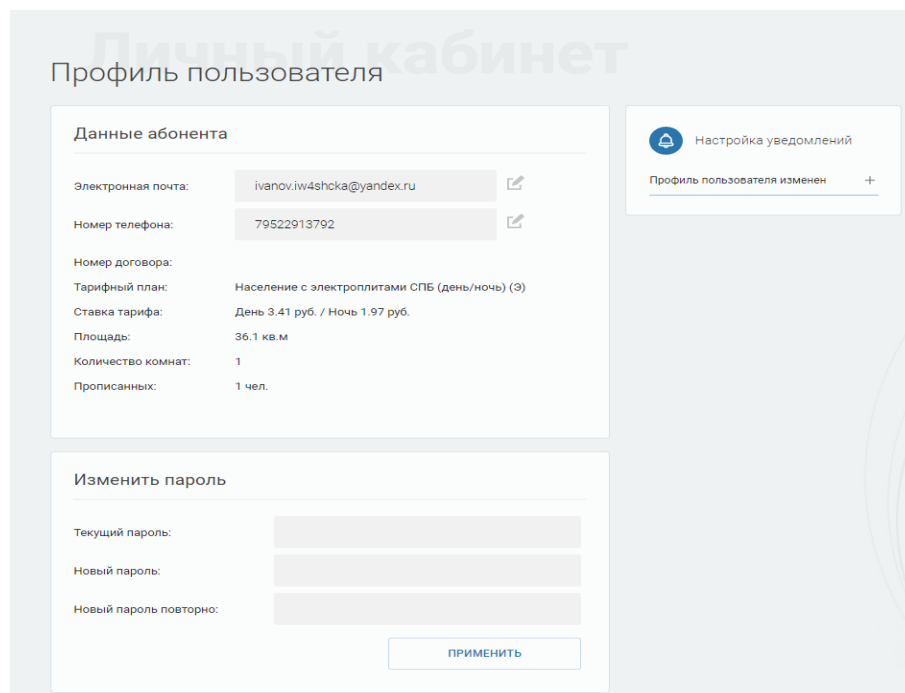 Личный кабинет
Профиль пользователя
Данные абонента
Электронная почта: ivanov.iw4shcka@yandex.ru
Номер телефона: 79522913792
Номер договора:
Тарифный план: Население с электроплитами СПБ (день/ночь) (Э)
Ставка тарифа: День 3.41 руб. / Ночь 1.97 руб.
Площадь: 36.1 кв.м
Количество комнат: 1
Прописанных: 1 чел.
Настройка уведомлений
Профиль пользователя изменен +
Изменить пароль
Текущий пароль:
Новый пароль:
Новый пароль повторно:
ПРИМЕНИТЬ